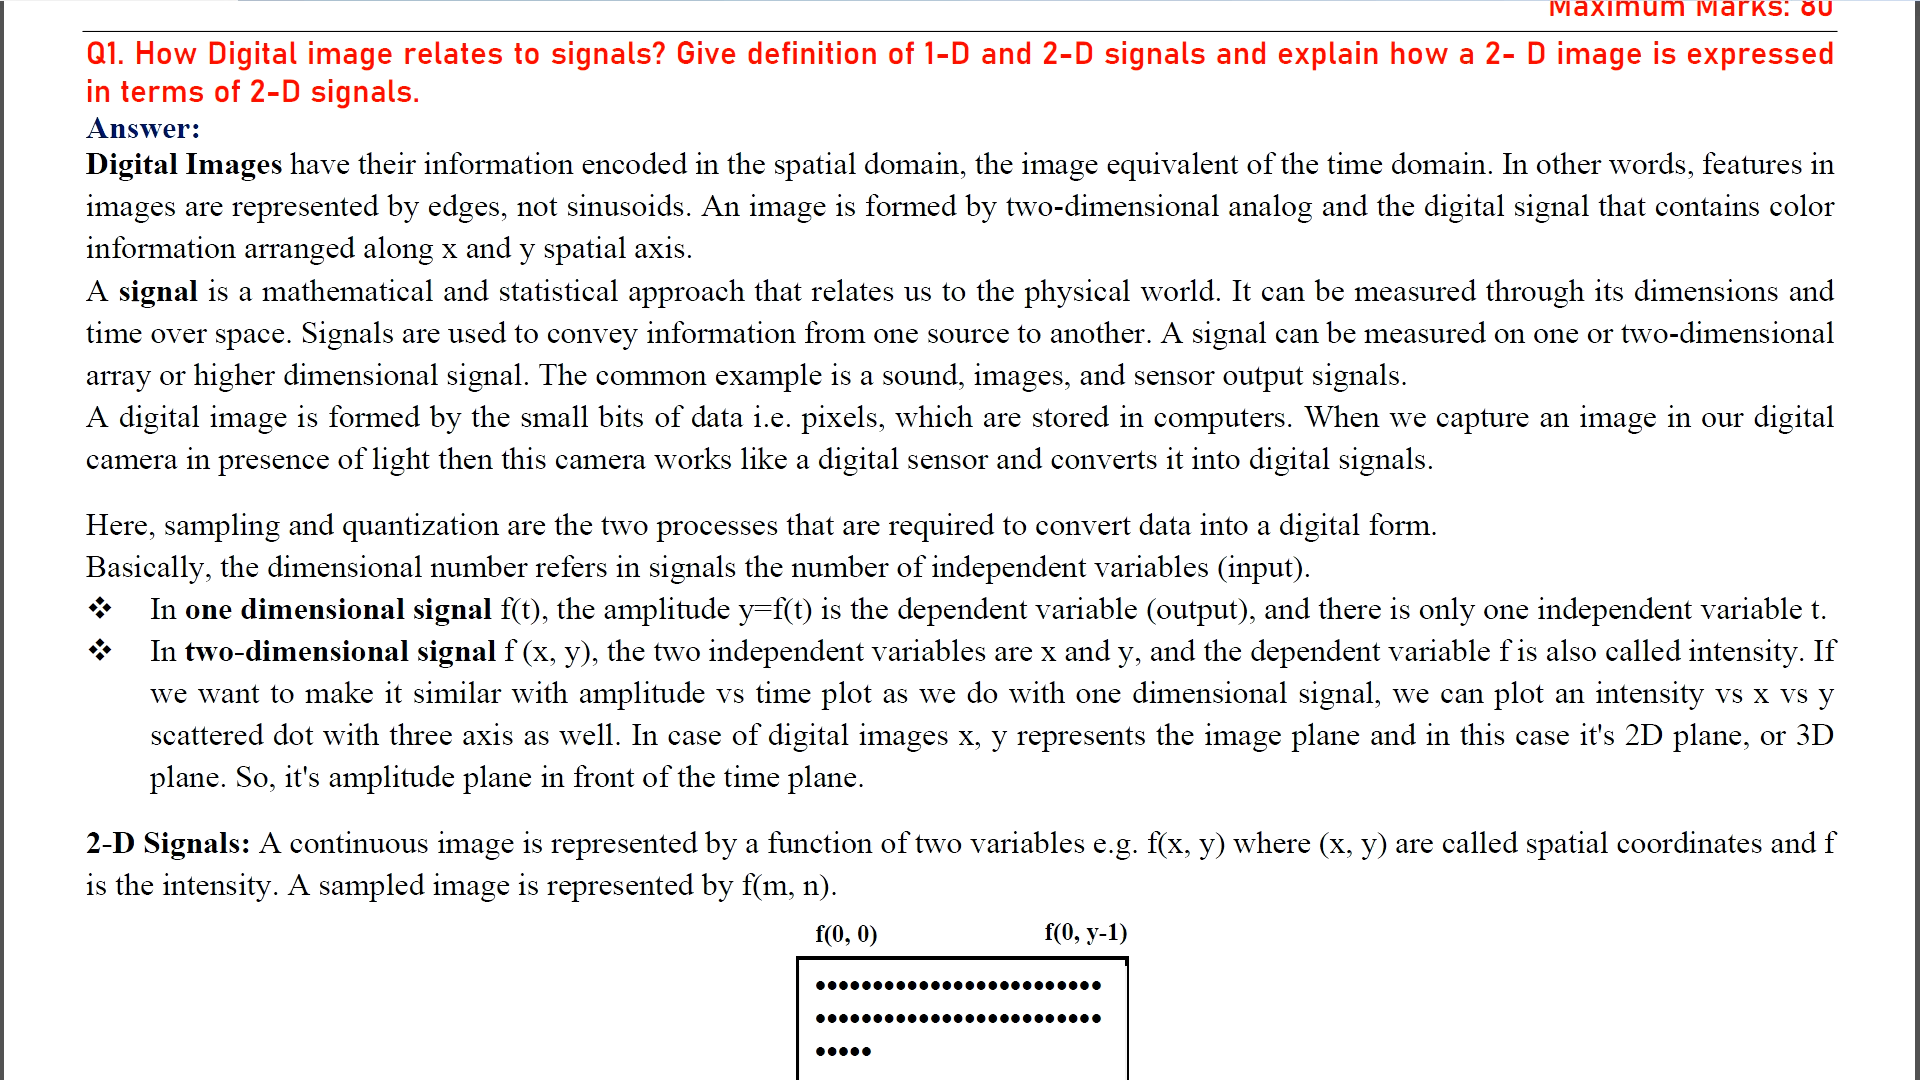 Maximum Marks: 80
Q1. How Digital image relates to signals? Give definition of 1-D and 2-D signals and explain how a 2- D image is expressed
in terms of 2-D signals.
Answer:
Digital Images have their information encoded in the spatial domain, the image equivalent of the time domain. In other words, features in
images are represented by edges, not sinusoids. An image is formed by two-dimensional analog and the digital signal that contains color
information arranged along x and y spatial axis.
A signal is a mathematical and statistical approach that relates us to the physical world. It can be measured through its dimensions and
time over space. Signals are used to convey information from one source to another. A signal can be measured on one or two-dimensional
array or higher dimensional signal. The common example is a sound, images, and sensor output signals.
A digital image is formed by the small bits of data i.e. pixels, which are stored in computers. When we capture an image in our digital
camera in presence of light then this camera works like a digital sensor and converts it into digital signals.
Here, sampling and quantization are the two processes that are required to convert data into a digital form.
Basically, the dimensional number refers in signals the number of independent variables (input).
❖ In one dimensional signal f(t), the amplitude y=f(t) is the dependent variable (output), and there is only one independent variable t.
❖ In two-dimensional signal f (x, y), the two independent variables are x and y, and the dependent variable f is also called intensity. If
we want to make it similar with amplitude vs time plot as we do with one dimensional signal, we can plot an intensity vs x vs y
scattered dot with three axis as well. In case of digital images x, y represents the image plane and in this case it's 2D plane, or 3D
plane. So, it's amplitude plane in front of the time plane.
2-D Signals: A continuous image is represented by a function of two variables e.g. f(x, y) where (x, y) are called spatial coordinates and f
is the intensity. A sampled image is represented by f(m, n).
f(0, 0) f(0, y-1)